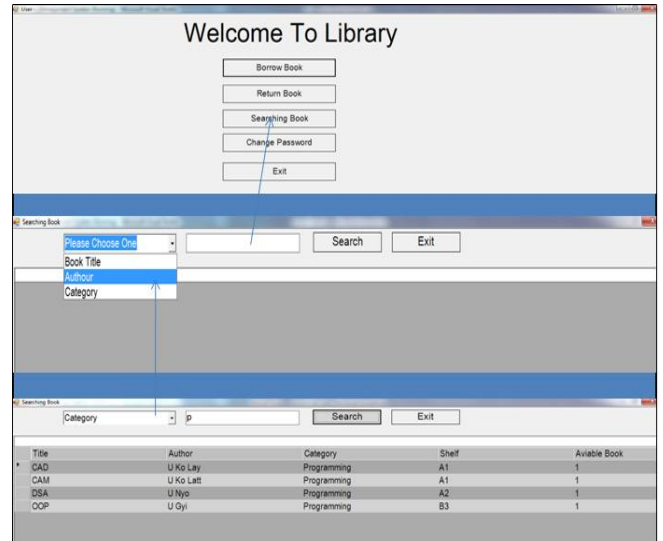 User
Welcome To Library
Borrow Book
Return Book
Searching Book
Change Password
Exit
Searching Book
Please Choose One Search Exit
Book Title
Authour
Category
Searching Book
Category p Search Exit
Title Author Category Shelf Aviable Book
CAD U Ko Lay Programming A1 1
CAM U Ko Latt Programming A1 1
DSA U Nyo Programming A2 1
OOP U Gyi Programming B3 1